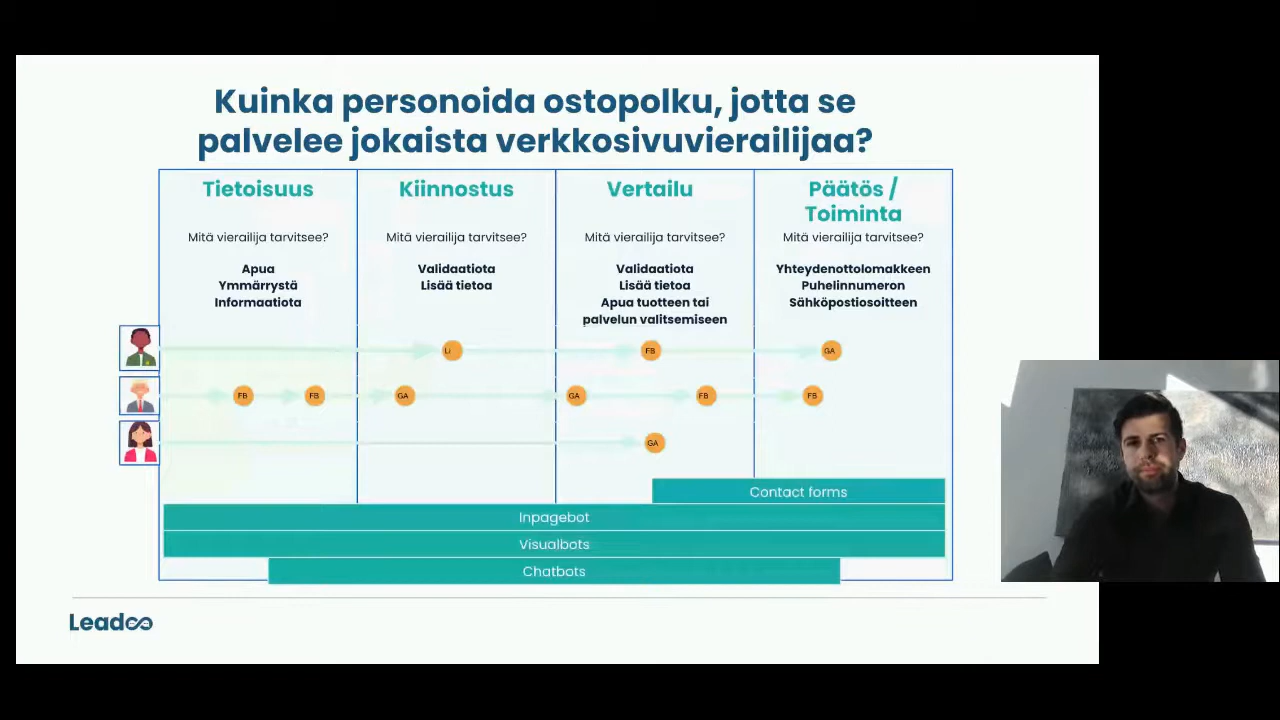 Kuinka personoida ostopolku, jotta se
palvelee jokaista verkkosivuvierailijaa?
Tietoisuus
Mitä vierailija tarvitsee?
Apua
Ymmärrystä
Informaatiota
Kiinnostus
Mitä vierailija tarvitsee?
Validaatiota
Lisää tietoa
Vertailu
Mitä vierailija tarvitsee?
Validaatiota
Lisää tietoa
Apua tuotteen tai
palvelun valitsemiseen
Päätös /
Toiminta
Mitä vierailija tarvitsee?
Yhteydenottolomakkeen
Puhelinnumeron
Sähköpostiosoitteen
Li FB GA
FB FB GA GA FB FB
GA
Contact forms
Inpagebot
Visualbots
Chatbots
Leadoo